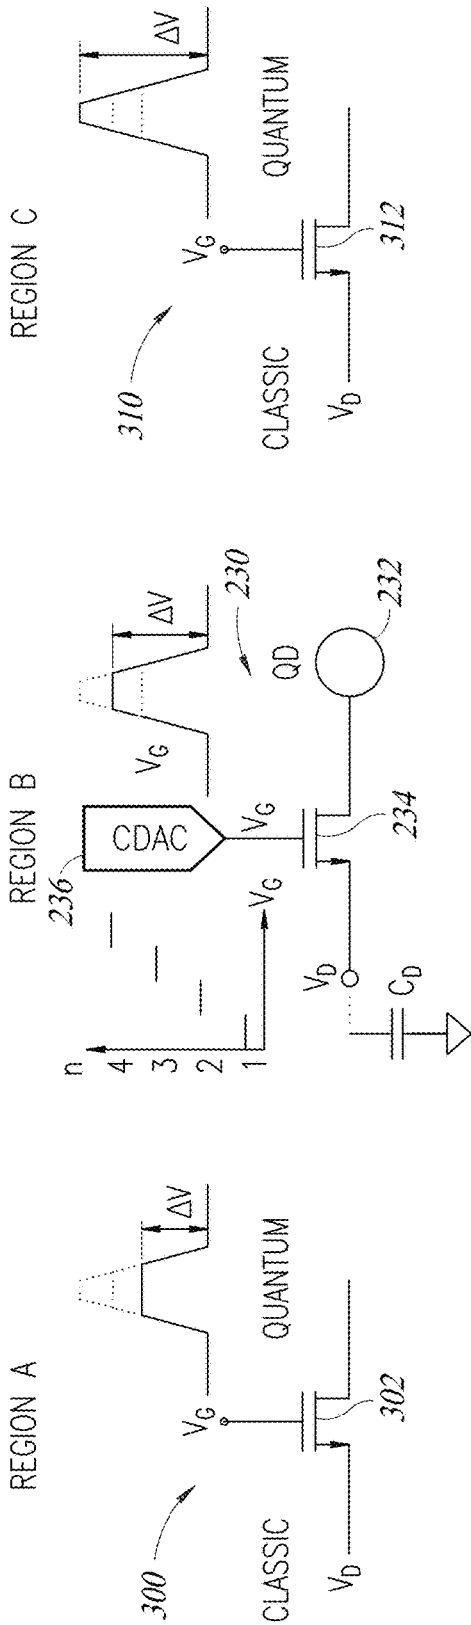 REGION A
300
V_G
ΔV
CLASSIC
QUANTUM
V_D
302
REGION B
236
CDAC
V_G
ΔV
230
n
4
3
2
1
V_G
V_G
QD
V_D
C_D
234
232
REGION C
310
V_G
ΔV
CLASSIC
QUANTUM
V_D
312